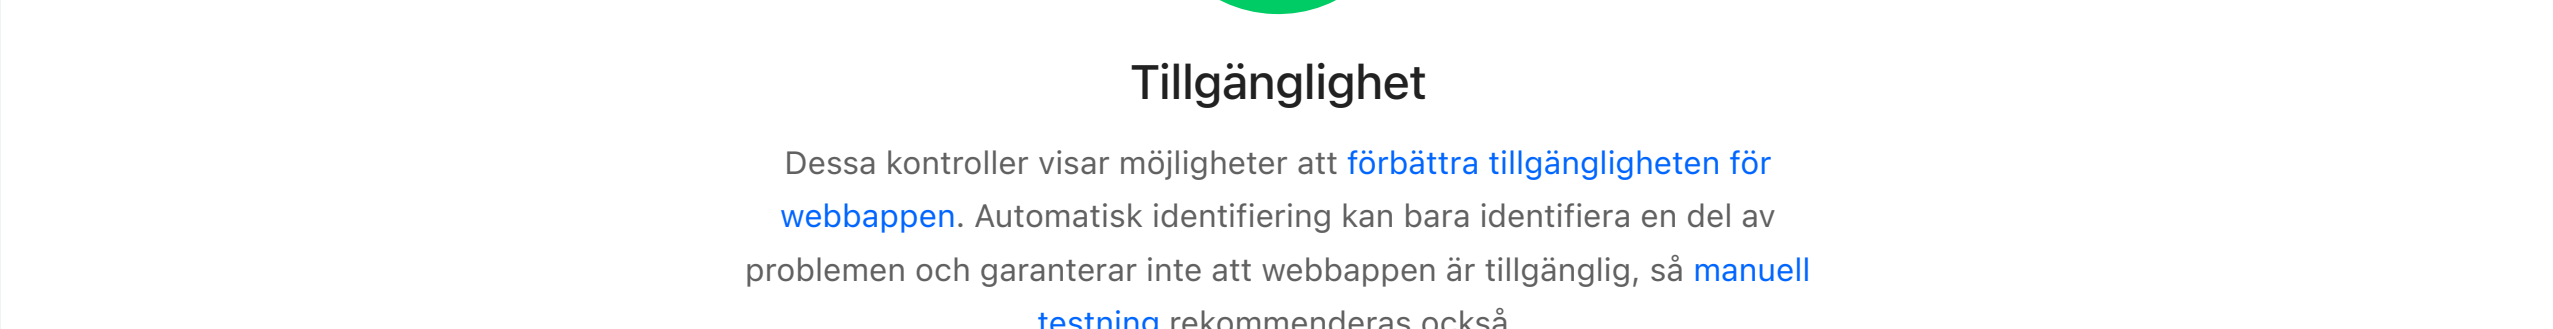 Tillgänglighet
Dessa kontroller visar möjligheter att förbättra tillgängligheten för
webbappen. Automatisk identifiering kan bara identifiera en del av
problemen och garanterar inte att webbappen är tillgänglig, så manuell
testning rekommenderas också